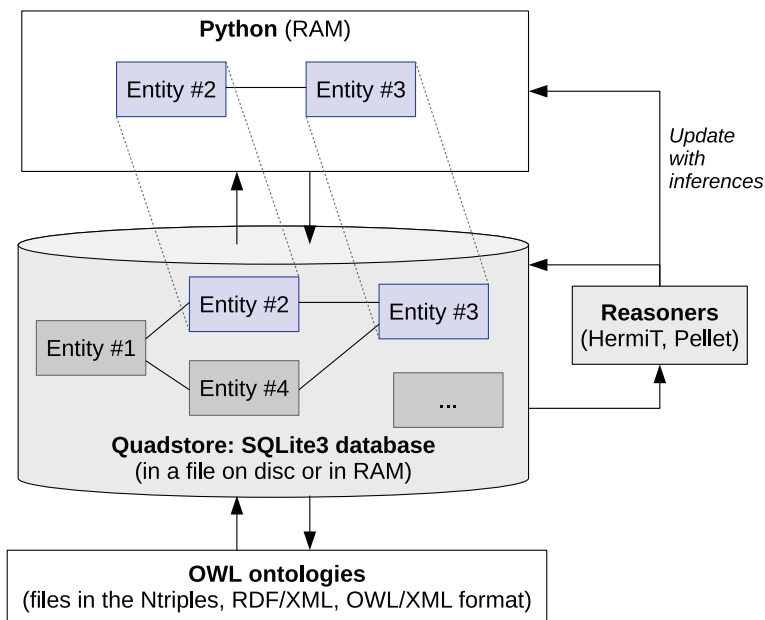 Python (RAM)
Entity #2
Entity #3
Update
with
inferences
Entity #2
Entity #3
Entity #1
Entity #4
...
Reasoners
(HermiT, Pellet)
Quadstore: SQLite3 database
(in a file on disc or in RAM)
OWL ontologies
(files in the Ntriples, RDF/XML, OWL/XML format)